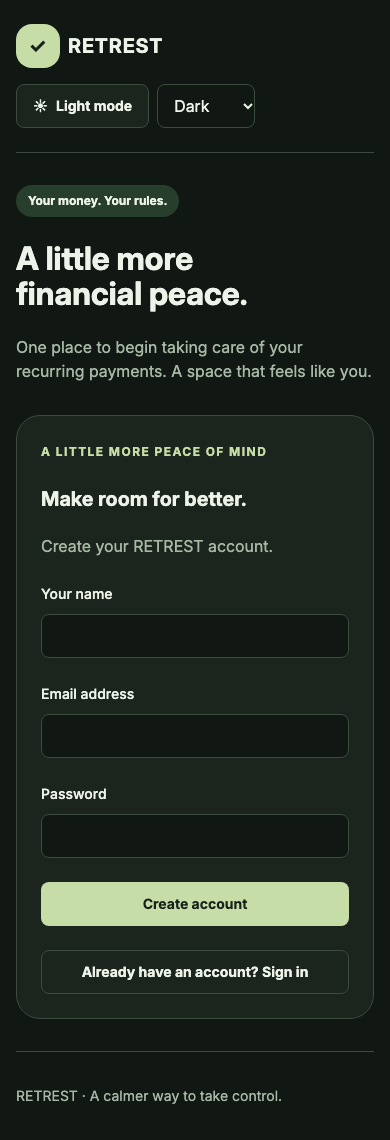 RETREST
Light mode
Dark
Your money. Your rules.
A little more
financial peace.
One place to begin taking care of your
recurring payments. A space that feels like you.
A LITTLE MORE PEACE OF MIND
Make room for better.
Create your RETREST account.
Your name
Email address
Password
Create account
Already have an account? Sign in
RETREST · A calmer way to take control.